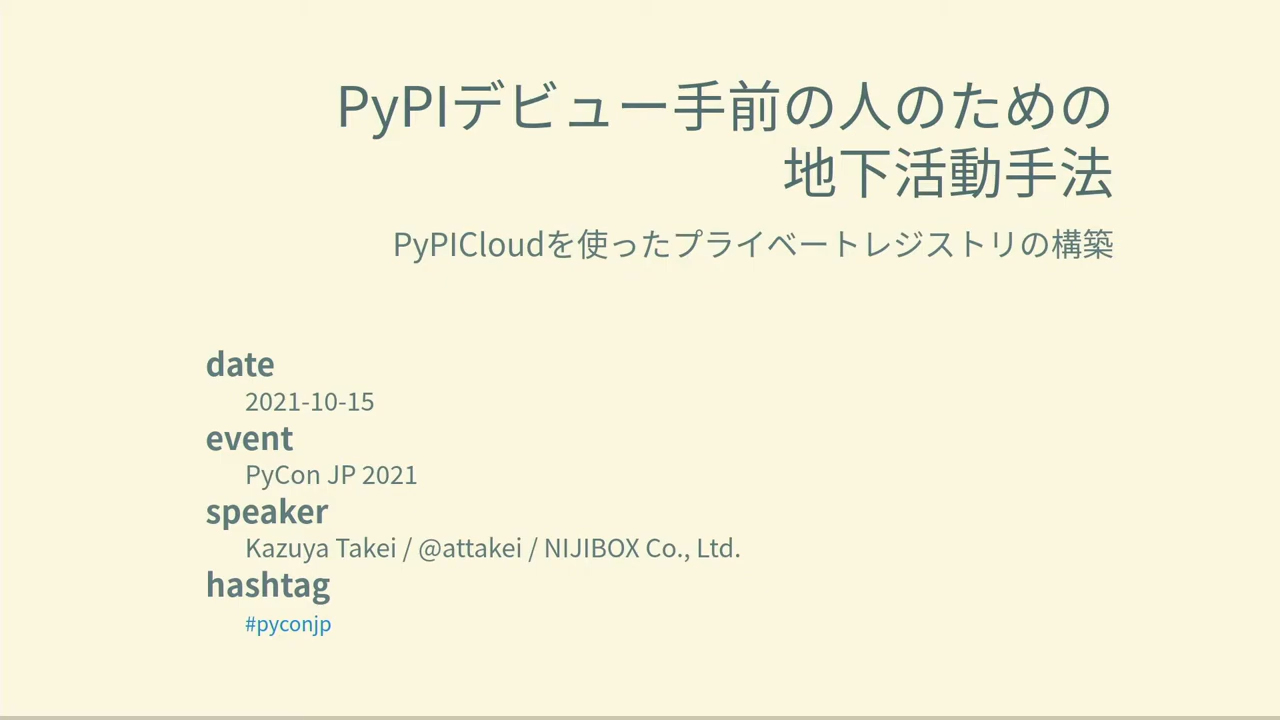 PyPIデビュー手前の人のための
地下活動手法
PyPICloudを使ったプライベートレジストリの構築
date
2021-10-15
event
PyCon JP 2021
speaker
Kazuya Takei / @attakei / NIJIBOX Co., Ltd.
hashtag
#pyconjp